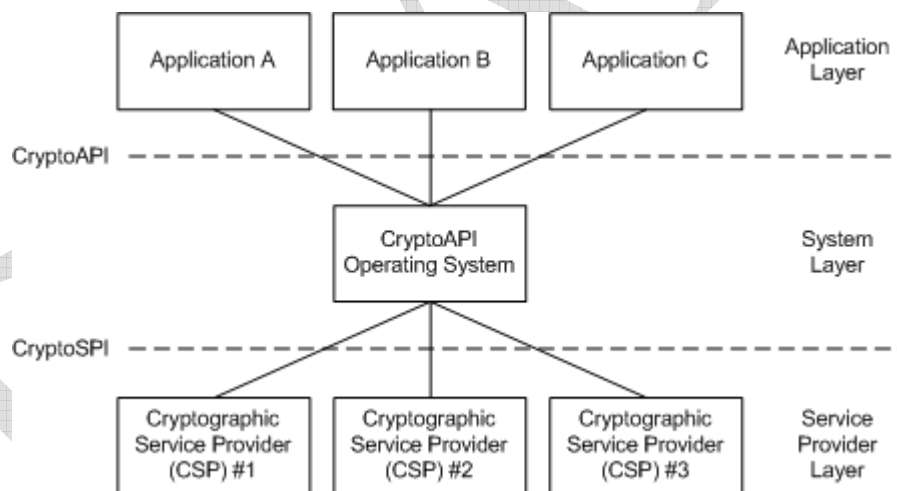 Application A
Application B
Application C
Application
Layer
CryptoAPI
CryptoAPI
Operating System
System
Layer
CryptoSPI
Cryptographic
Service Provider
(CSP) #1
Cryptographic
Service Provider
(CSP) #2
Cryptographic
Service Provider
(CSP) #3
Service
Provider
Layer